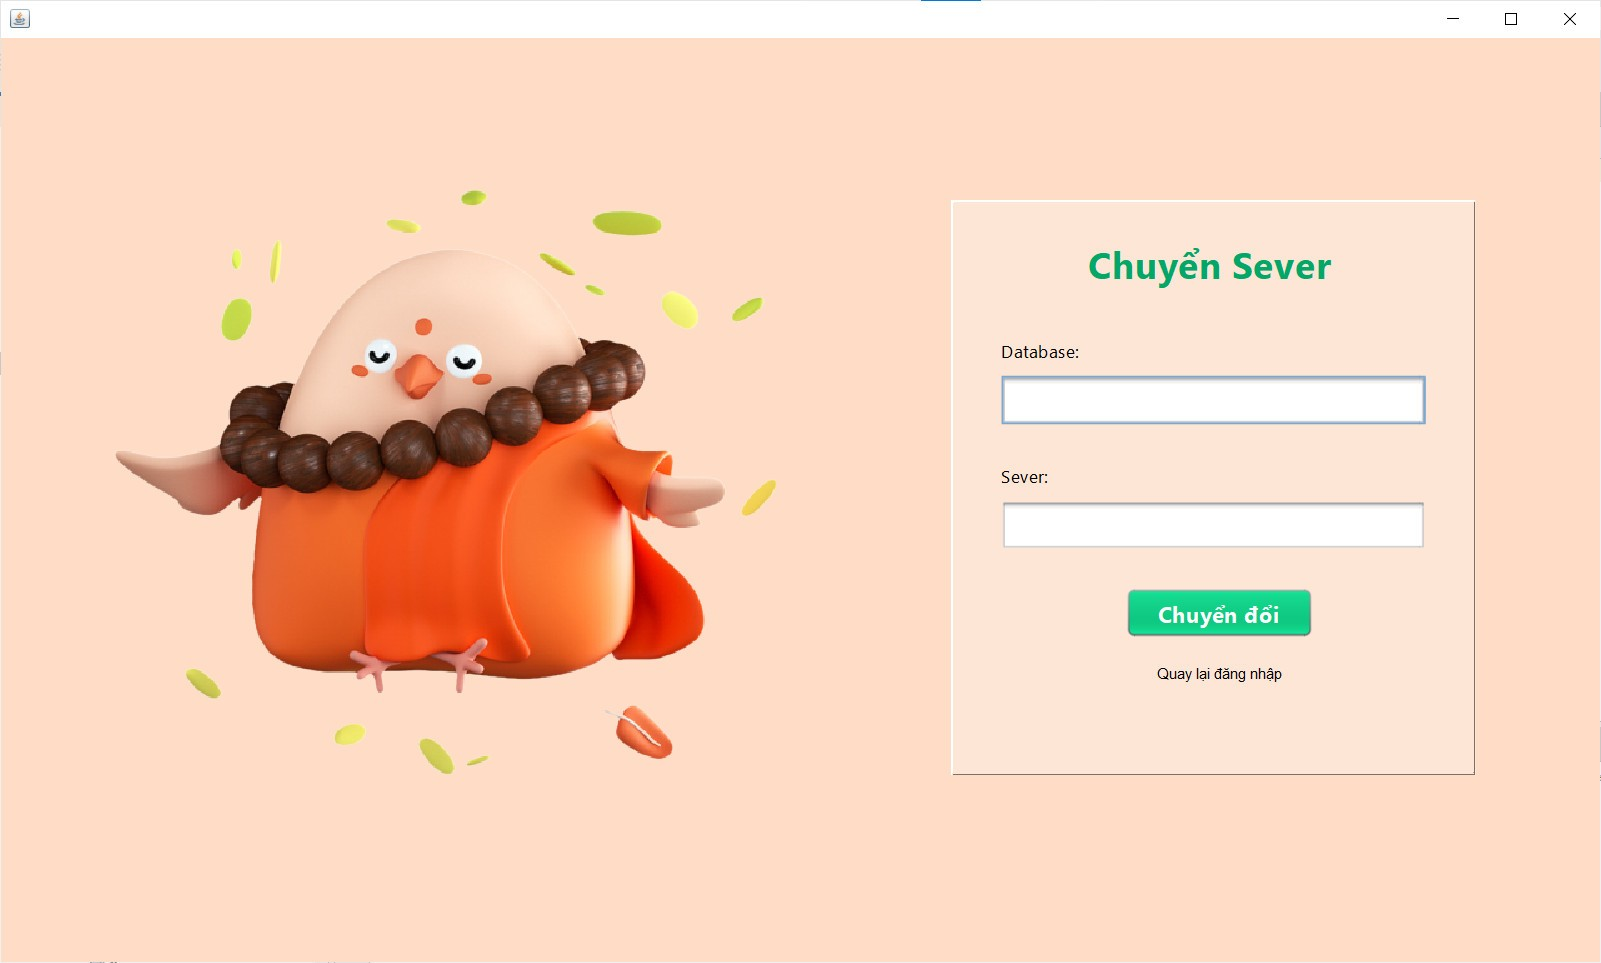 Chuyển Sever
Database:
Sever:
Chuyển đổi
Quay lại đăng nhập